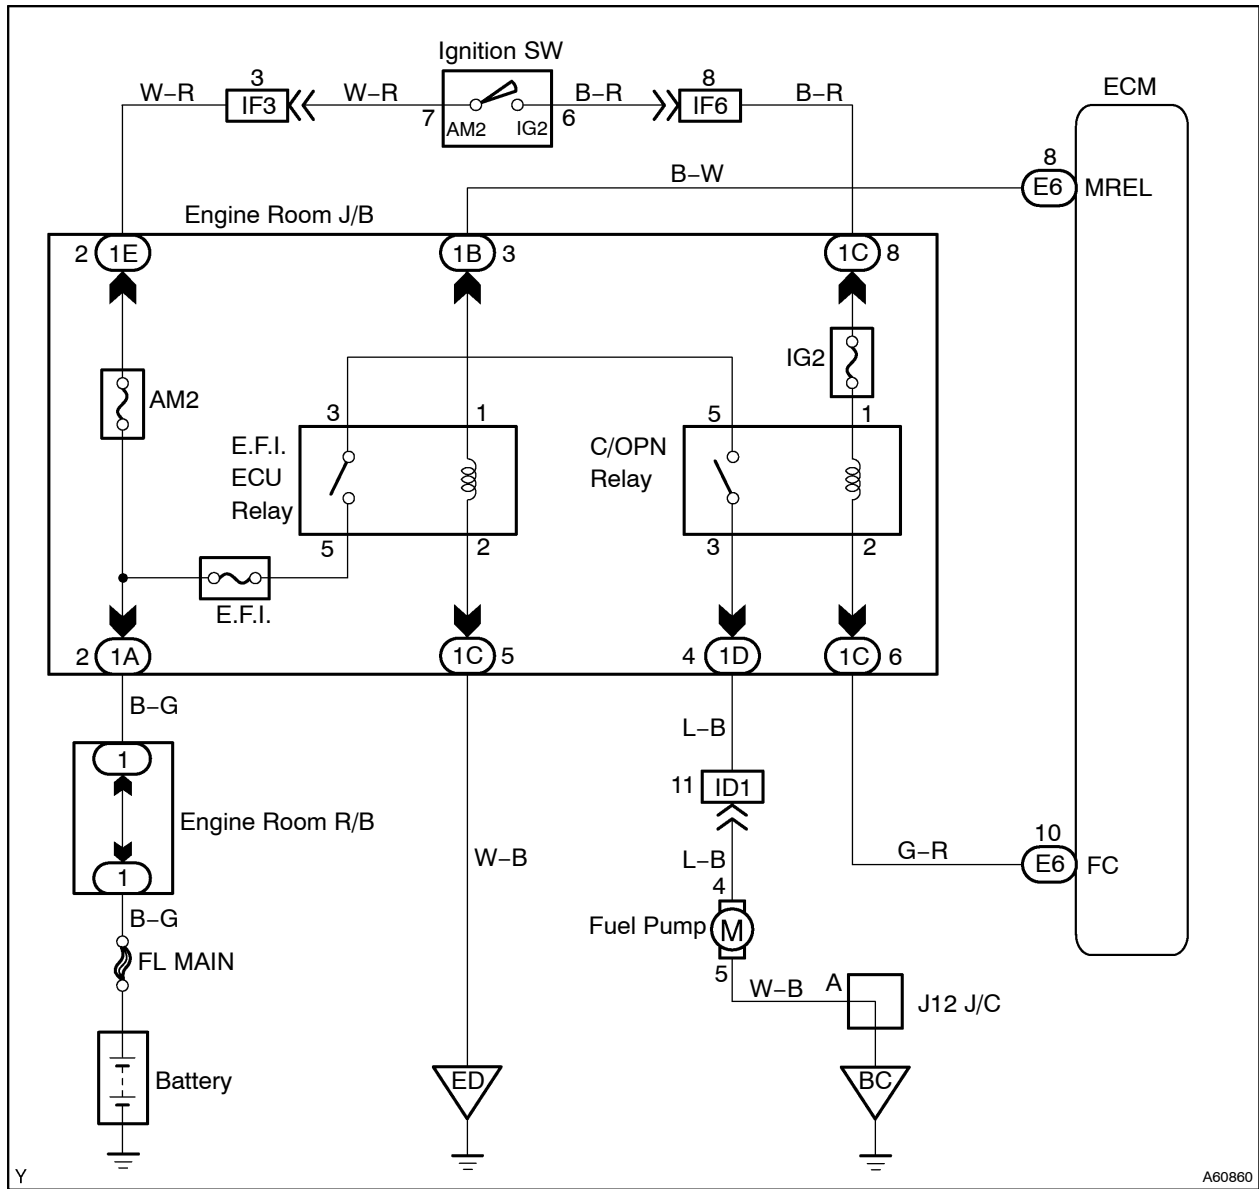 Ignition SW
ECM
W–R
3
IF3
W–R
7
AM2
IG2
6
B–R
8
IF6
B–R
B–W
8
E6
MREL
Engine Room J/B
2
1E
1B
3
1C
8
AM2
IG2
3
1
5
1
E.F.I.
ECU
Relay
C/OPN
Relay
5
2
3
2
E.F.I.
2
1A
1C
5
4
1D
1C
6
B–G
L–B
1
11
ID1
Engine Room R/B
W–B
L–B
G–R
10
E6
FC
1
4
B–G
Fuel Pump
M
FL MAIN
5
W–B
A
J12 J/C
Battery
ED
BC
Y
A60860